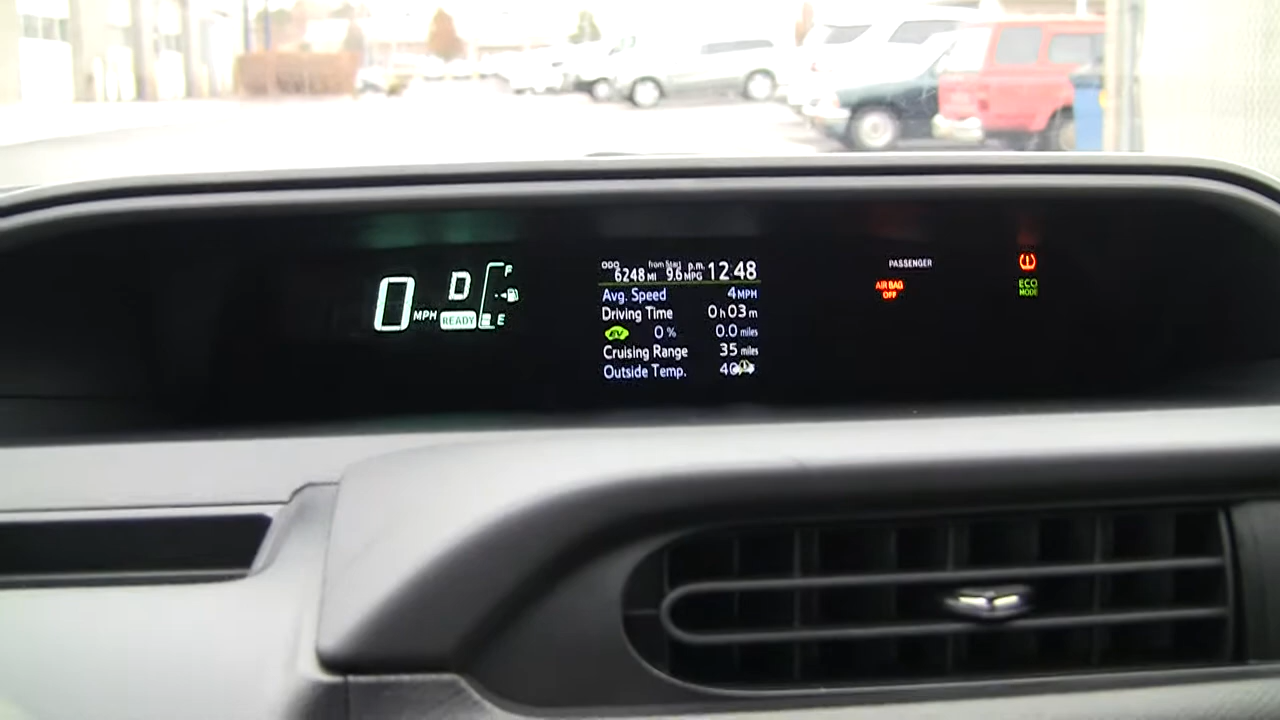 0 MPH
D
READY
F
E
ODO 6248 MI
from Start 9.6 MPG
p.m. 12:48
Avg. Speed 4 MPH
Driving Time 0 h 03 m
EV 0 % 0.0 miles
Cruising Range 35 miles
Outside Temp.
PASSENGER
AIR BAG
OFF
ECO
MODE